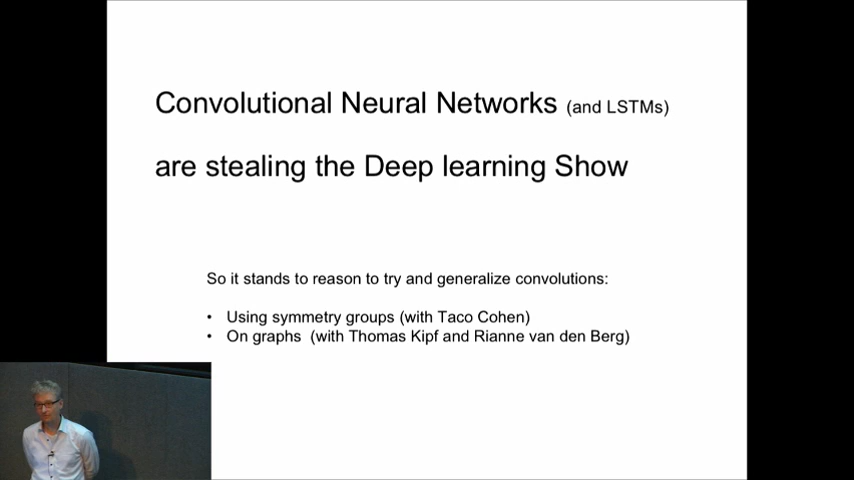 Convolutional Neural Networks (and LSTMs)
are stealing the Deep learning Show
So it stands to reason to try and generalize convolutions:
• Using symmetry groups (with Taco Cohen)
• On graphs (with Thomas Kipf and Rianne van den Berg)